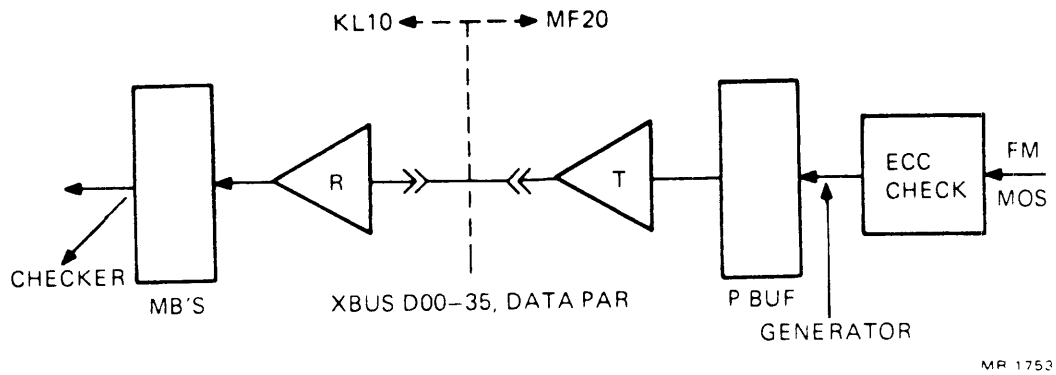 KL10 MF20
R
T
ECC
CHECK
FM
MOS
CHECKER
MB'S
XBUS D00-35, DATA PAR
P BUF
GENERATOR
MR 1753